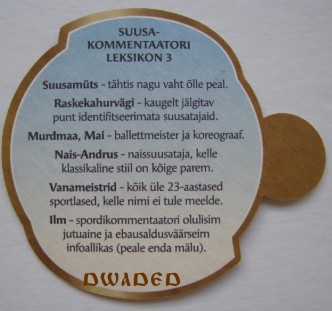 SUUSA-
KOMMENTAATORI
LEKSIKON 3
Suusamüts - tähtis nagu vaht õlle peal.
Raskekahurvägi - kaugelt jälgitav
punt identifitseerimata suusatajaid.
Murdmaa, Mai - ballettmeister ja koreograaf.
Nais-Andrus - naissuusataja, kelle
klassikaline stiil on kõige parem.
Vanameistrid - kõik üle 23-aastased
sportlased, kelle nimi ei tule meelde.
Ilm - spordikommentaatori olulisim
jutuaine ja ebausaldusväärseim
infoallikas (peale enda mälu).
DWADED